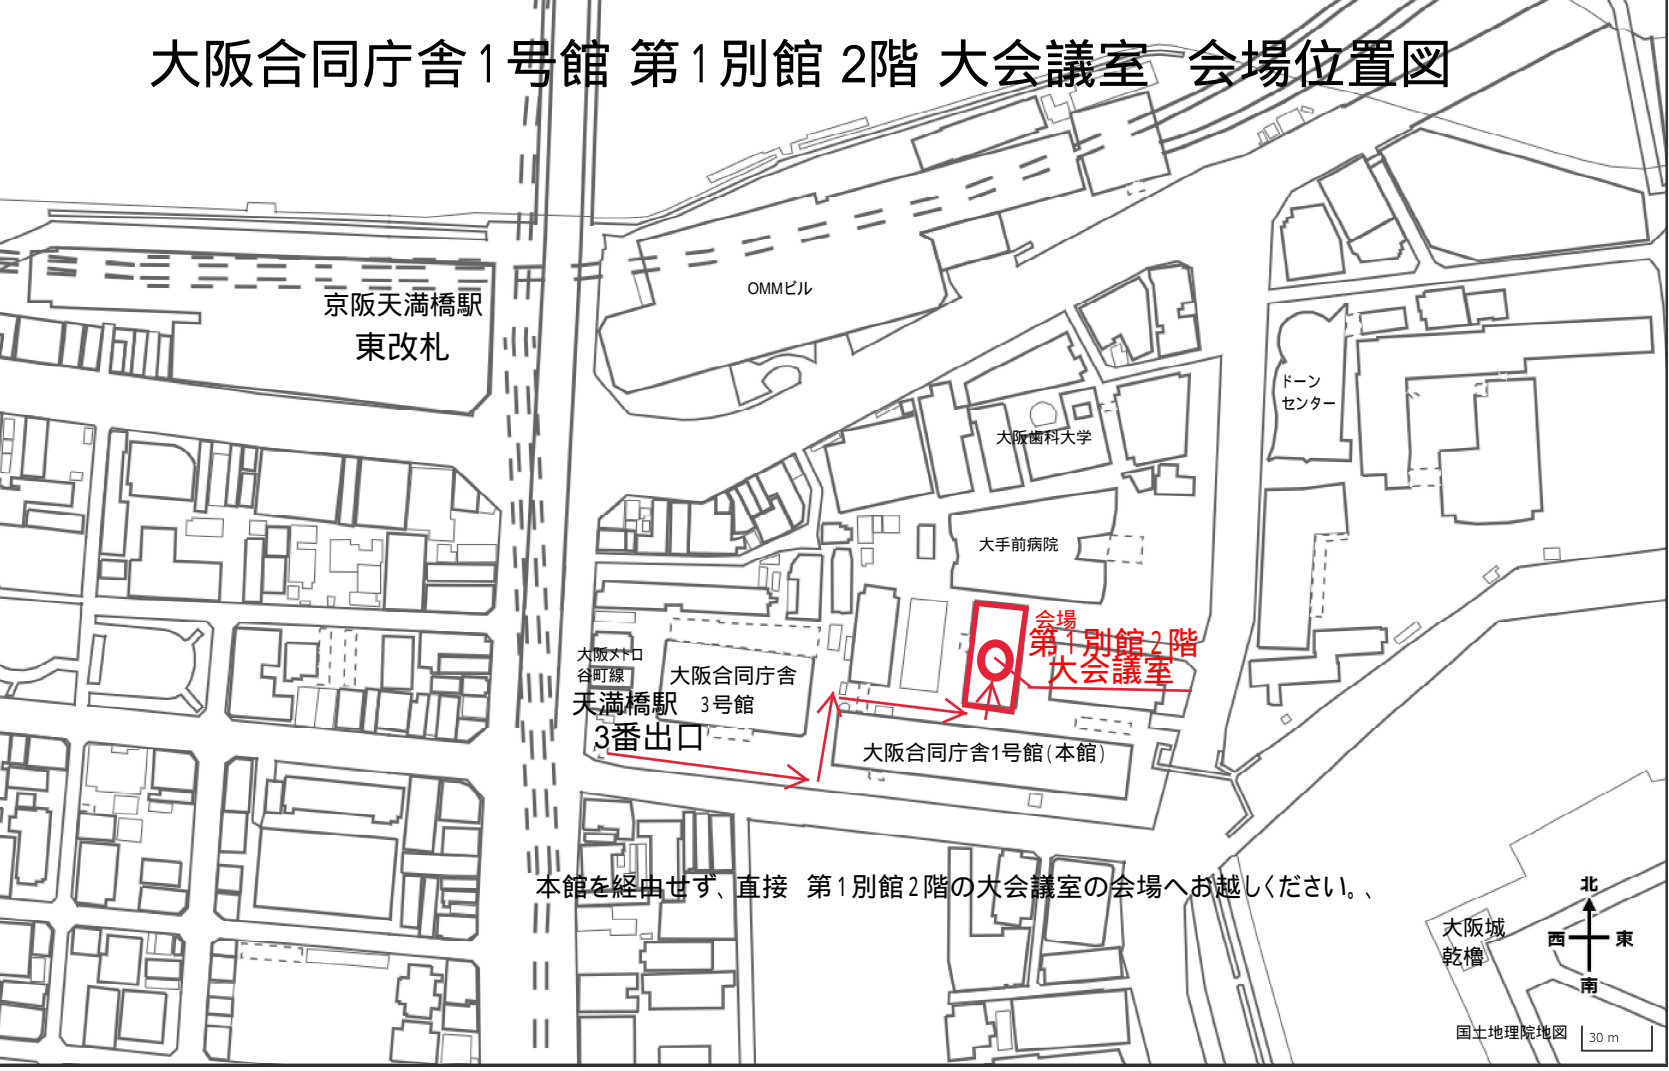 大阪合同庁舎1号館 第1別館 2階 大会議室 会場位置図
京阪天満橋駅
東改札
OMMビル
ドーン
センター
大阪歯科大学
大手前病院
会場
第1別館2階
大会議室
大阪メトロ
谷町線
天満橋駅
3番出口
大阪合同庁舎
3号館
大阪合同庁舎1号館(本館)
本館を経由せず、直接 第1別館2階の大会議室の会場へお越しください。、
大阪城
乾櫓
北
西 東
南
国土地理院地図
30 m